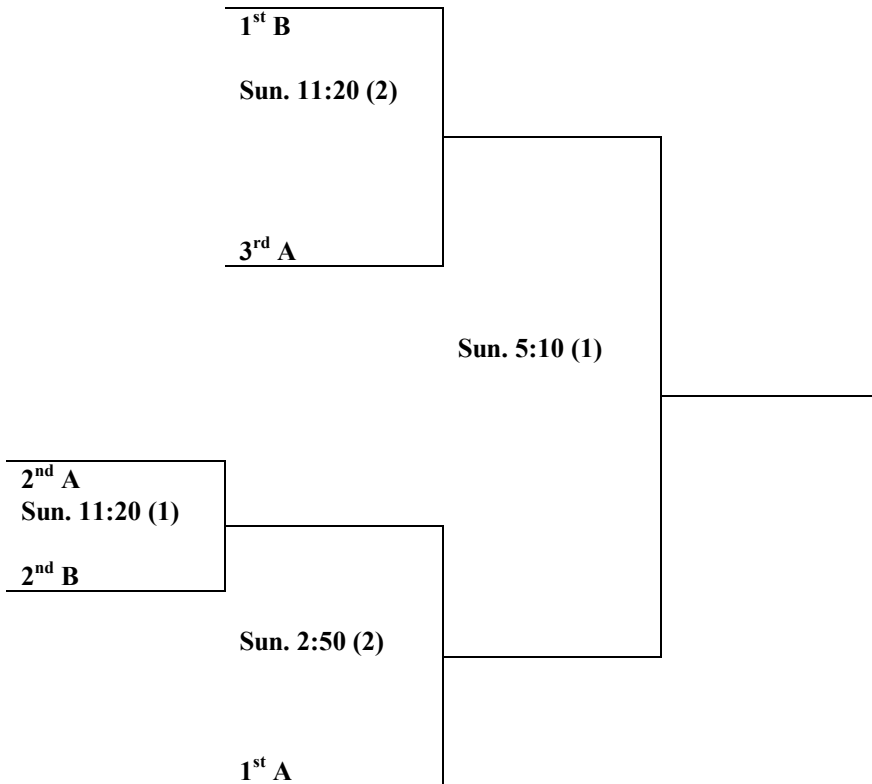 1st B
Sun. 11:20 (2)
3rd A
Sun. 5:10 (1)
2nd A
Sun. 11:20 (1)
2nd B
Sun. 2:50 (2)
1st A